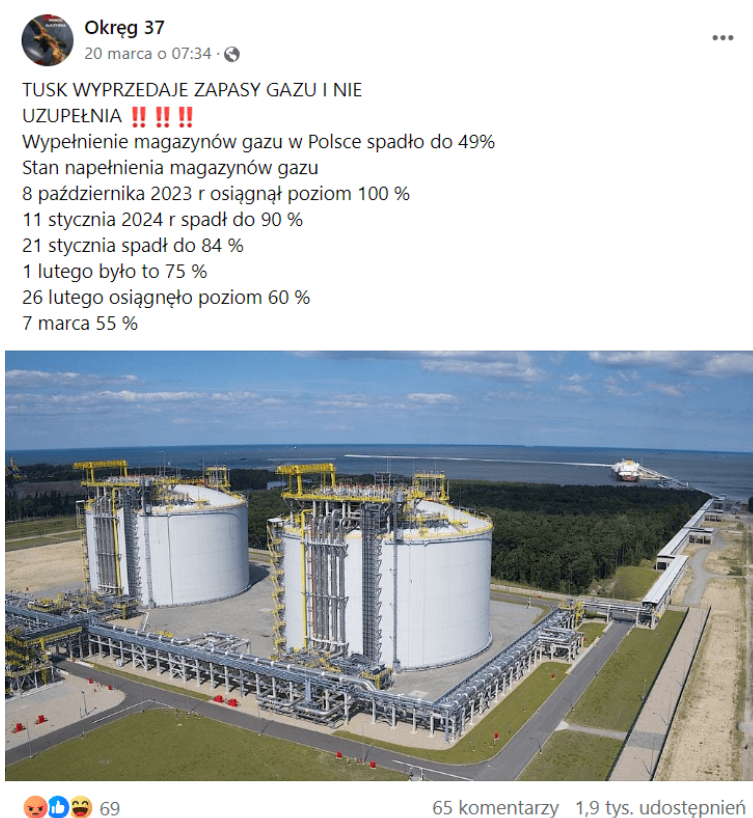 Okręg 37
20 marca o 07:34 ·
TUSK WYPRZEDAJE ZAPASY GAZU I NIE
UZUPEŁNIA ‼️ ‼️ ‼️
Wypełnienie magazynów gazu w Polsce spadło do 49%
Stan napełnienia magazynów gazu
8 października 2023 r osiągnął poziom 100 %
11 stycznia 2024 r spadł do 90 %
21 stycznia spadł do 84 %
1 lutego było to 75 %
26 lutego osiągnęło poziom 60 %
7 marca 55 %
69
65 komentarzy 1,9 tys. udostępnień